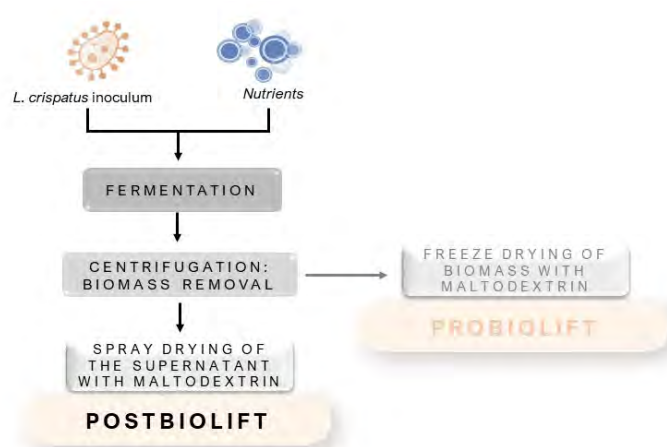 L. crispatus inoculum
Nutrients
FERMENTATION
CENTRIFUGATION:
BIOMASS REMOVAL
FREEZE DRYING OF
BIOMASS WITH
MALTODEXTRIN
PROBIOLIFT
SPRAY DRYING OF
THE SUPERNATANT
WITH MALTODEXTRIN
POSTBIOLIFT